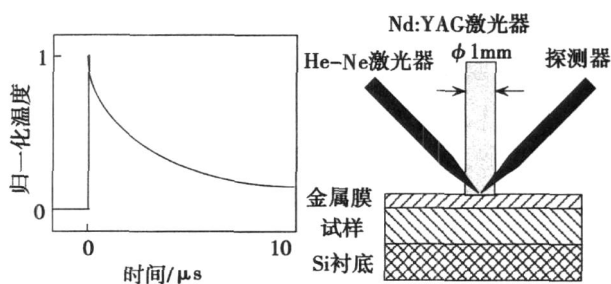 归一化温度
1
0
0
10
时间/μs
Nd:YAG激光器
ϕ1mm
He-Ne激光器
探测器
金属膜
试样
Si衬底